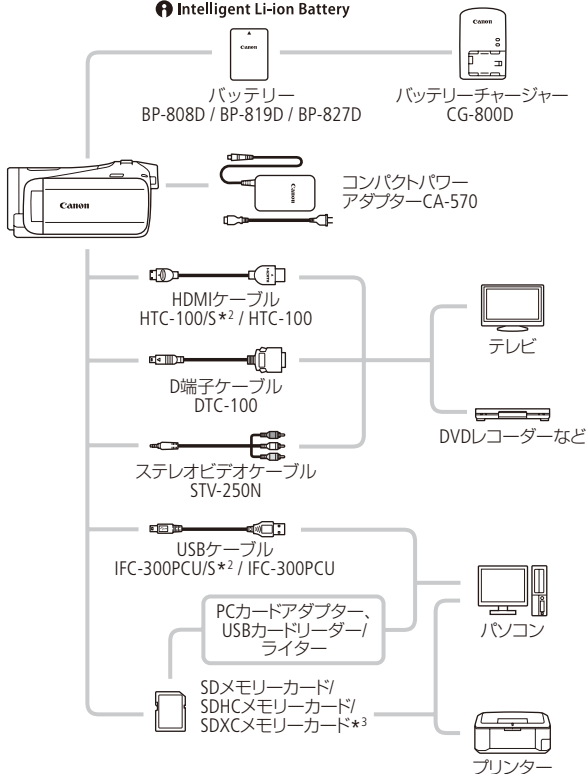 Intelligent Li-ion Battery
Canon
Canon
バッテリー
BP-808D / BP-819D / BP-827D
バッテリーチャージャー
CG-800D
Canon
Canon
コンパクトパワー
アダプターCA-570
HDMIケーブル
HTC-100/S*2 / HTC-100
テレビ
D端子ケーブル
DTC-100
DVDレコーダーなど
ステレオビデオケーブル
STV-250N
USBケーブル
IFC-300PCU/S*2 / IFC-300PCU
PCカードアダプター、
USBカードリーダー/
ライター
パソコン
SDメモリーカード/
SDHCメモリーカード/
SDXCメモリーカード*3
プリンター